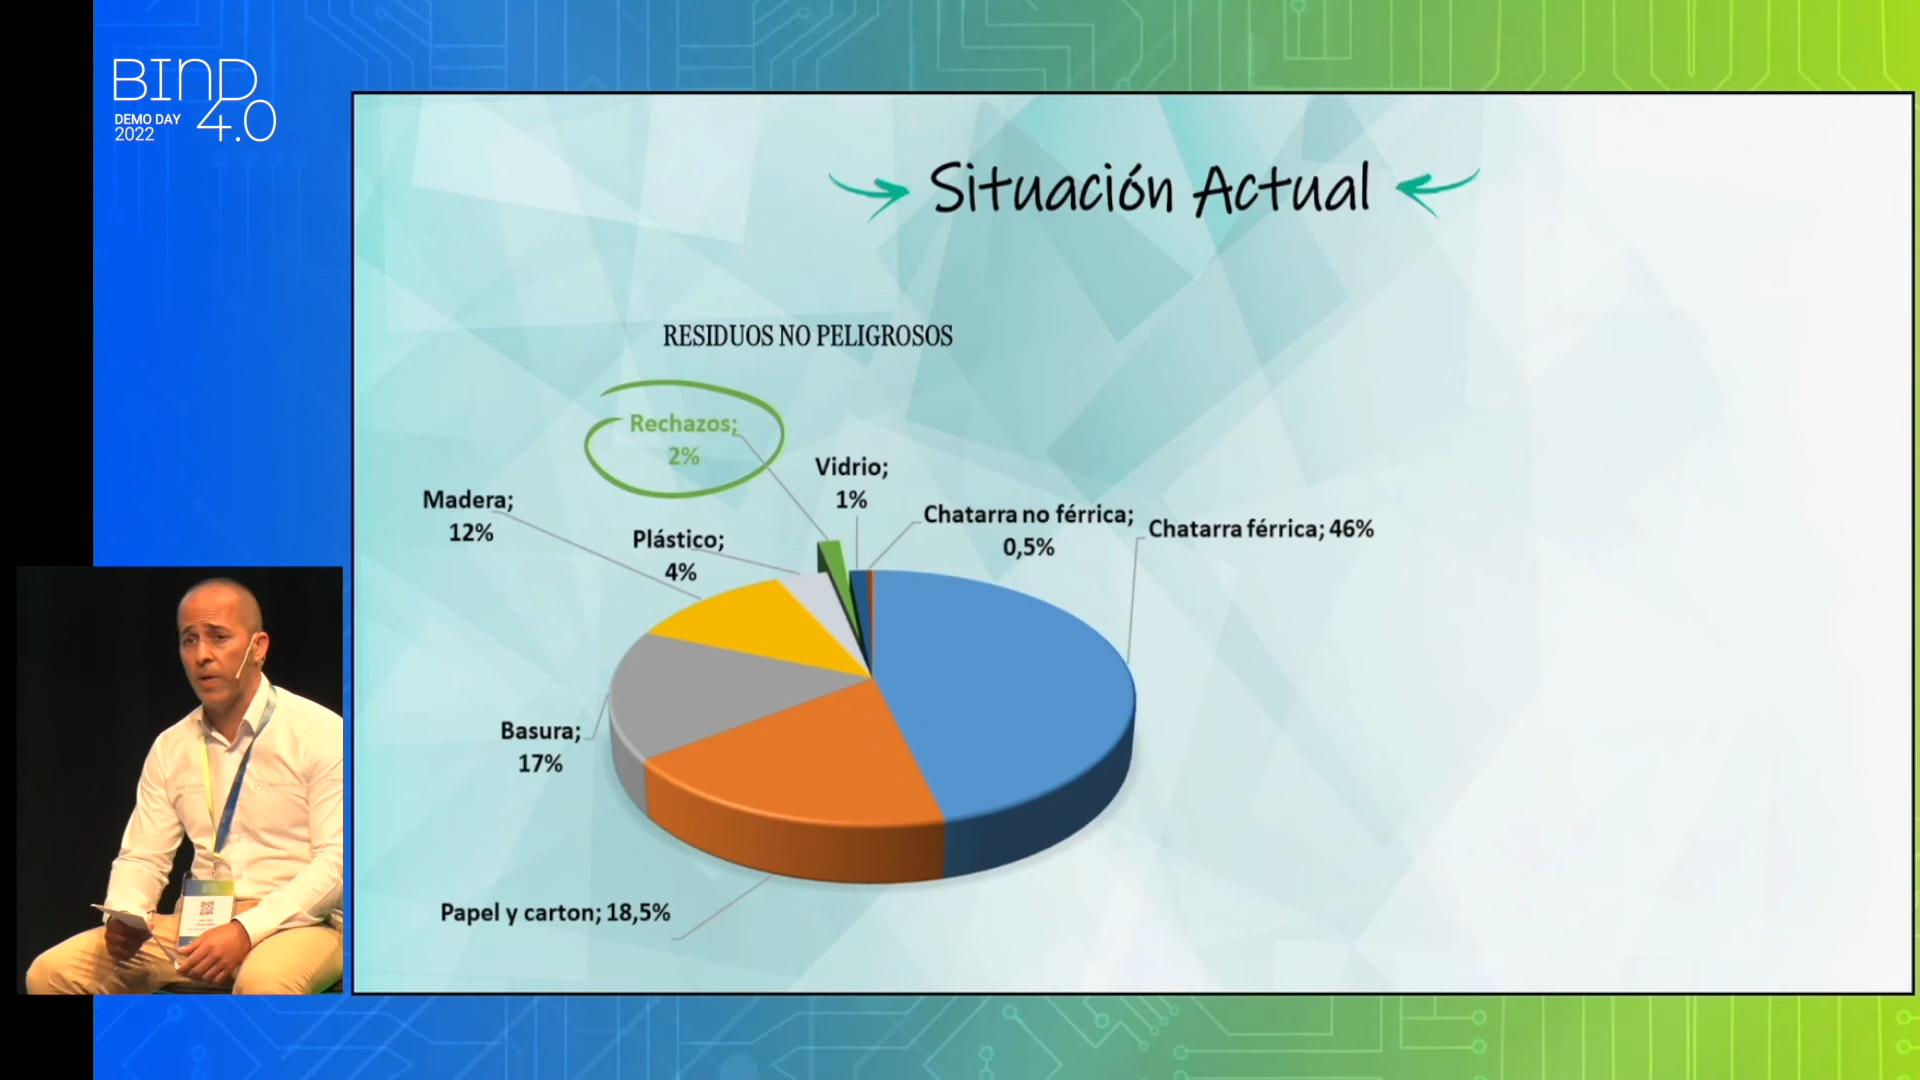 BIND
4.0
DEMO DAY
2022
Situación Actual
RESIDUOS NO PELIGROSOS
Rechazos;
2%
Vidrio;
1%
Madera;
12%
Chatarra no férrica;
0,5%
Chatarra férrica; 46%
Plástico;
4%
Basura;
17%
Papel y carton; 18,5%